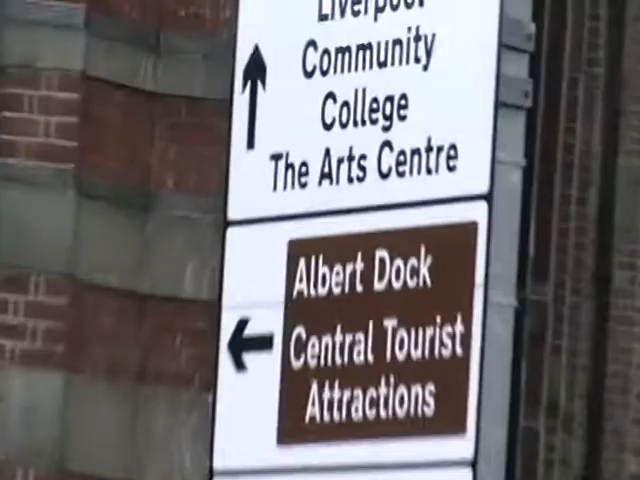 Liverpool
Community
College
The Arts Centre
Albert Dock
Central Tourist
Attractions